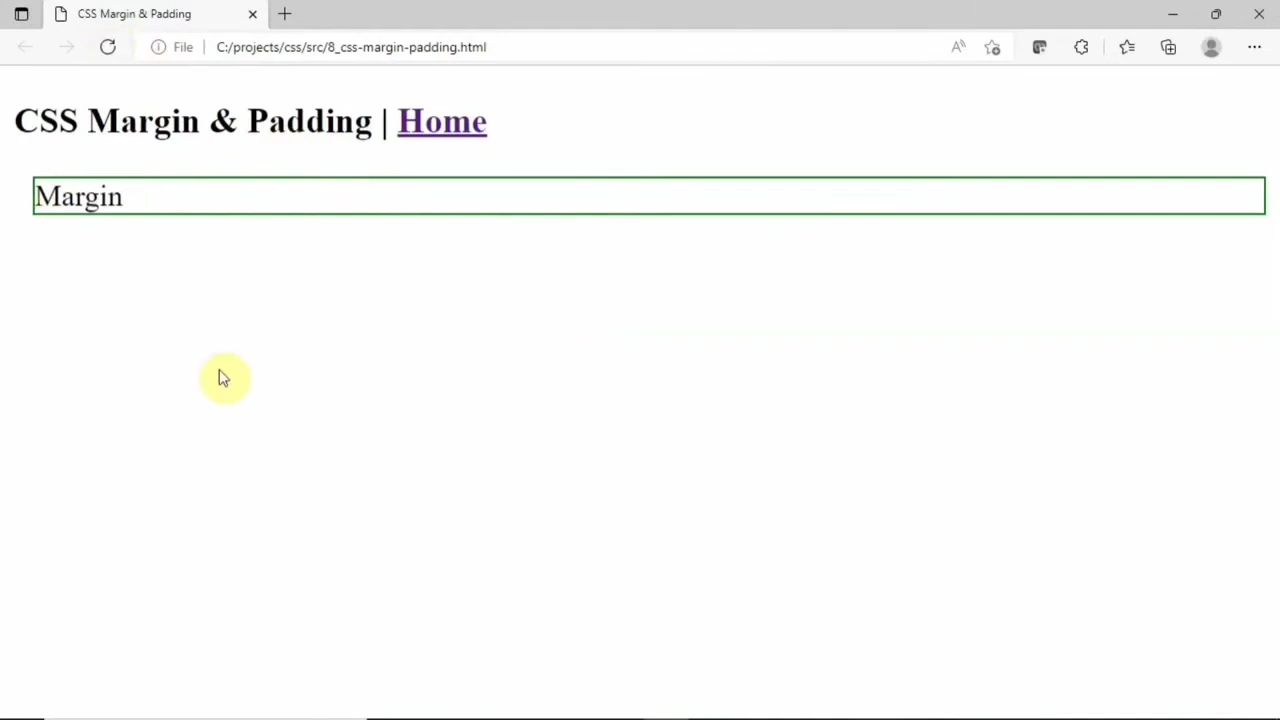 CSS Margin & Padding
File
C:/projects/css/src/8_css-margin-padding.html
CSS Margin & Padding | Home
Margin